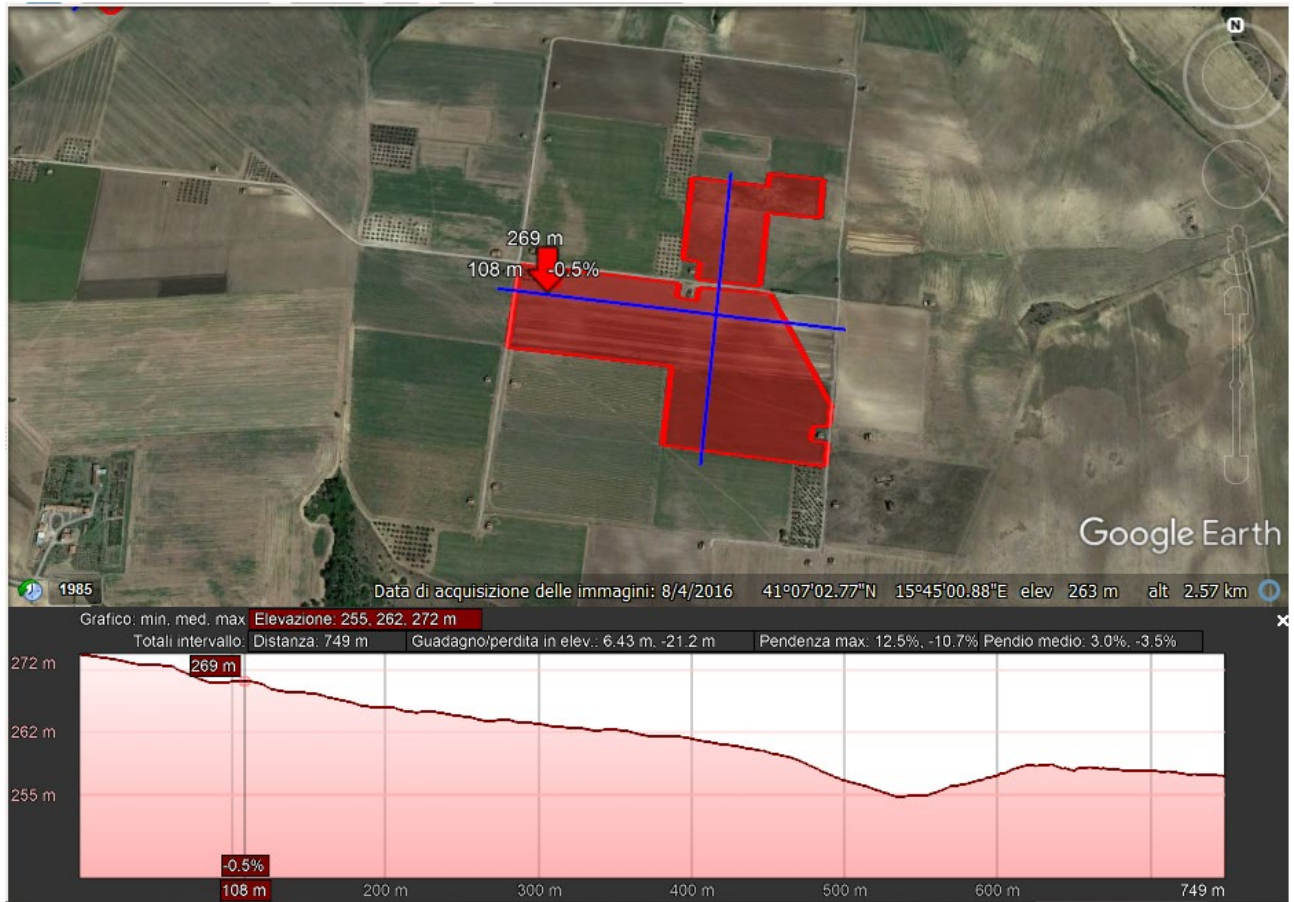 N
269 m
108 m -0.5%
Google Earth
1985
Data di acquisizione delle immagini: 8/4/2016 41°07'02.77"N 15°45'00.88"E elev 263 m alt 2.57 km
Grafico: min, med, max Elevazione: 255, 262, 272 m
Totali intervallo: Distanza: 749 m Guadagno/perdita in elev.: 6.43 m, -21.2 m Pendenza max: 12.5%, -10.7% Pendio medio: 3.0%, -3.5%
272 m
269 m
262 m
255 m
-0.5%
108 m 200 m 300 m 400 m 500 m 600 m 749 m